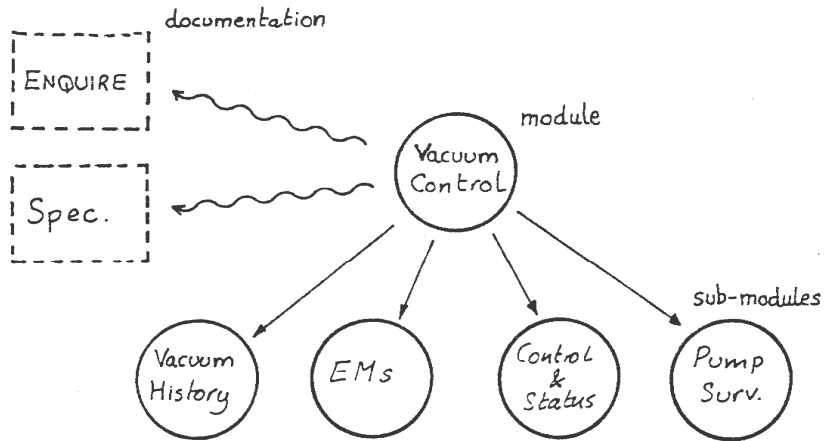 documentation
ENQUIRE
module
Vacuum
Control
Spec.
sub-modules
Vacuum
History
EMs
Control
&
Status
Pump
Surv.